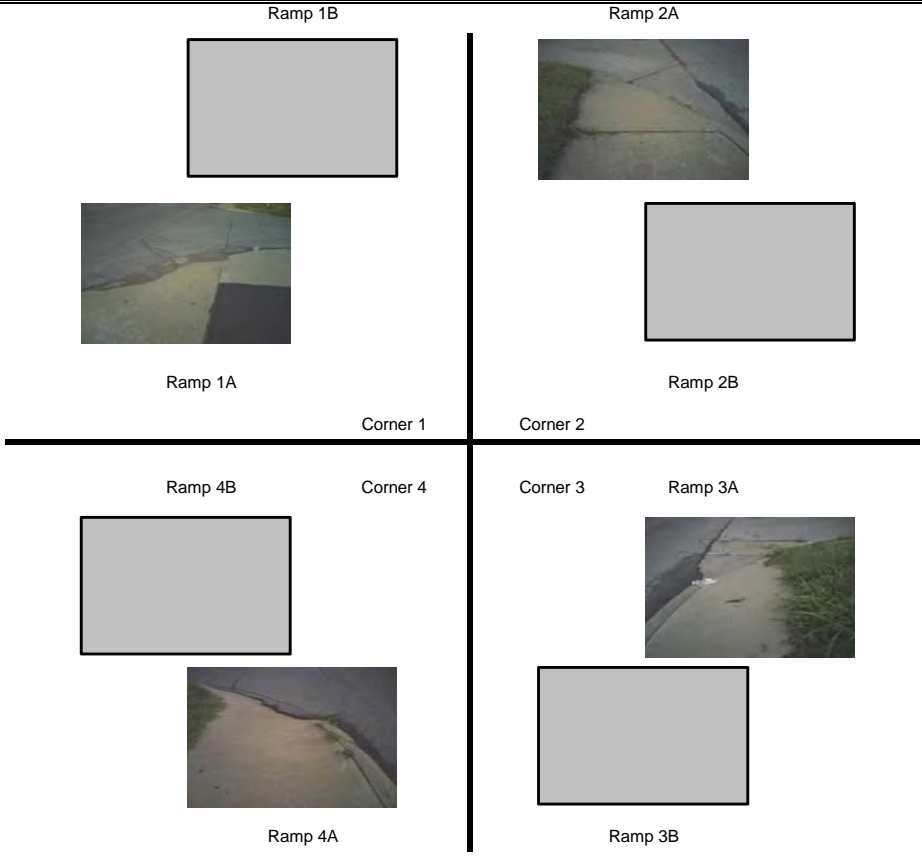 Ramp 1B
Ramp 2A
Ramp 1A
Ramp 2B
Corner 1
Corner 2
Ramp 4B
Corner 4
Corner 3
Ramp 3A
Ramp 4A
Ramp 3B